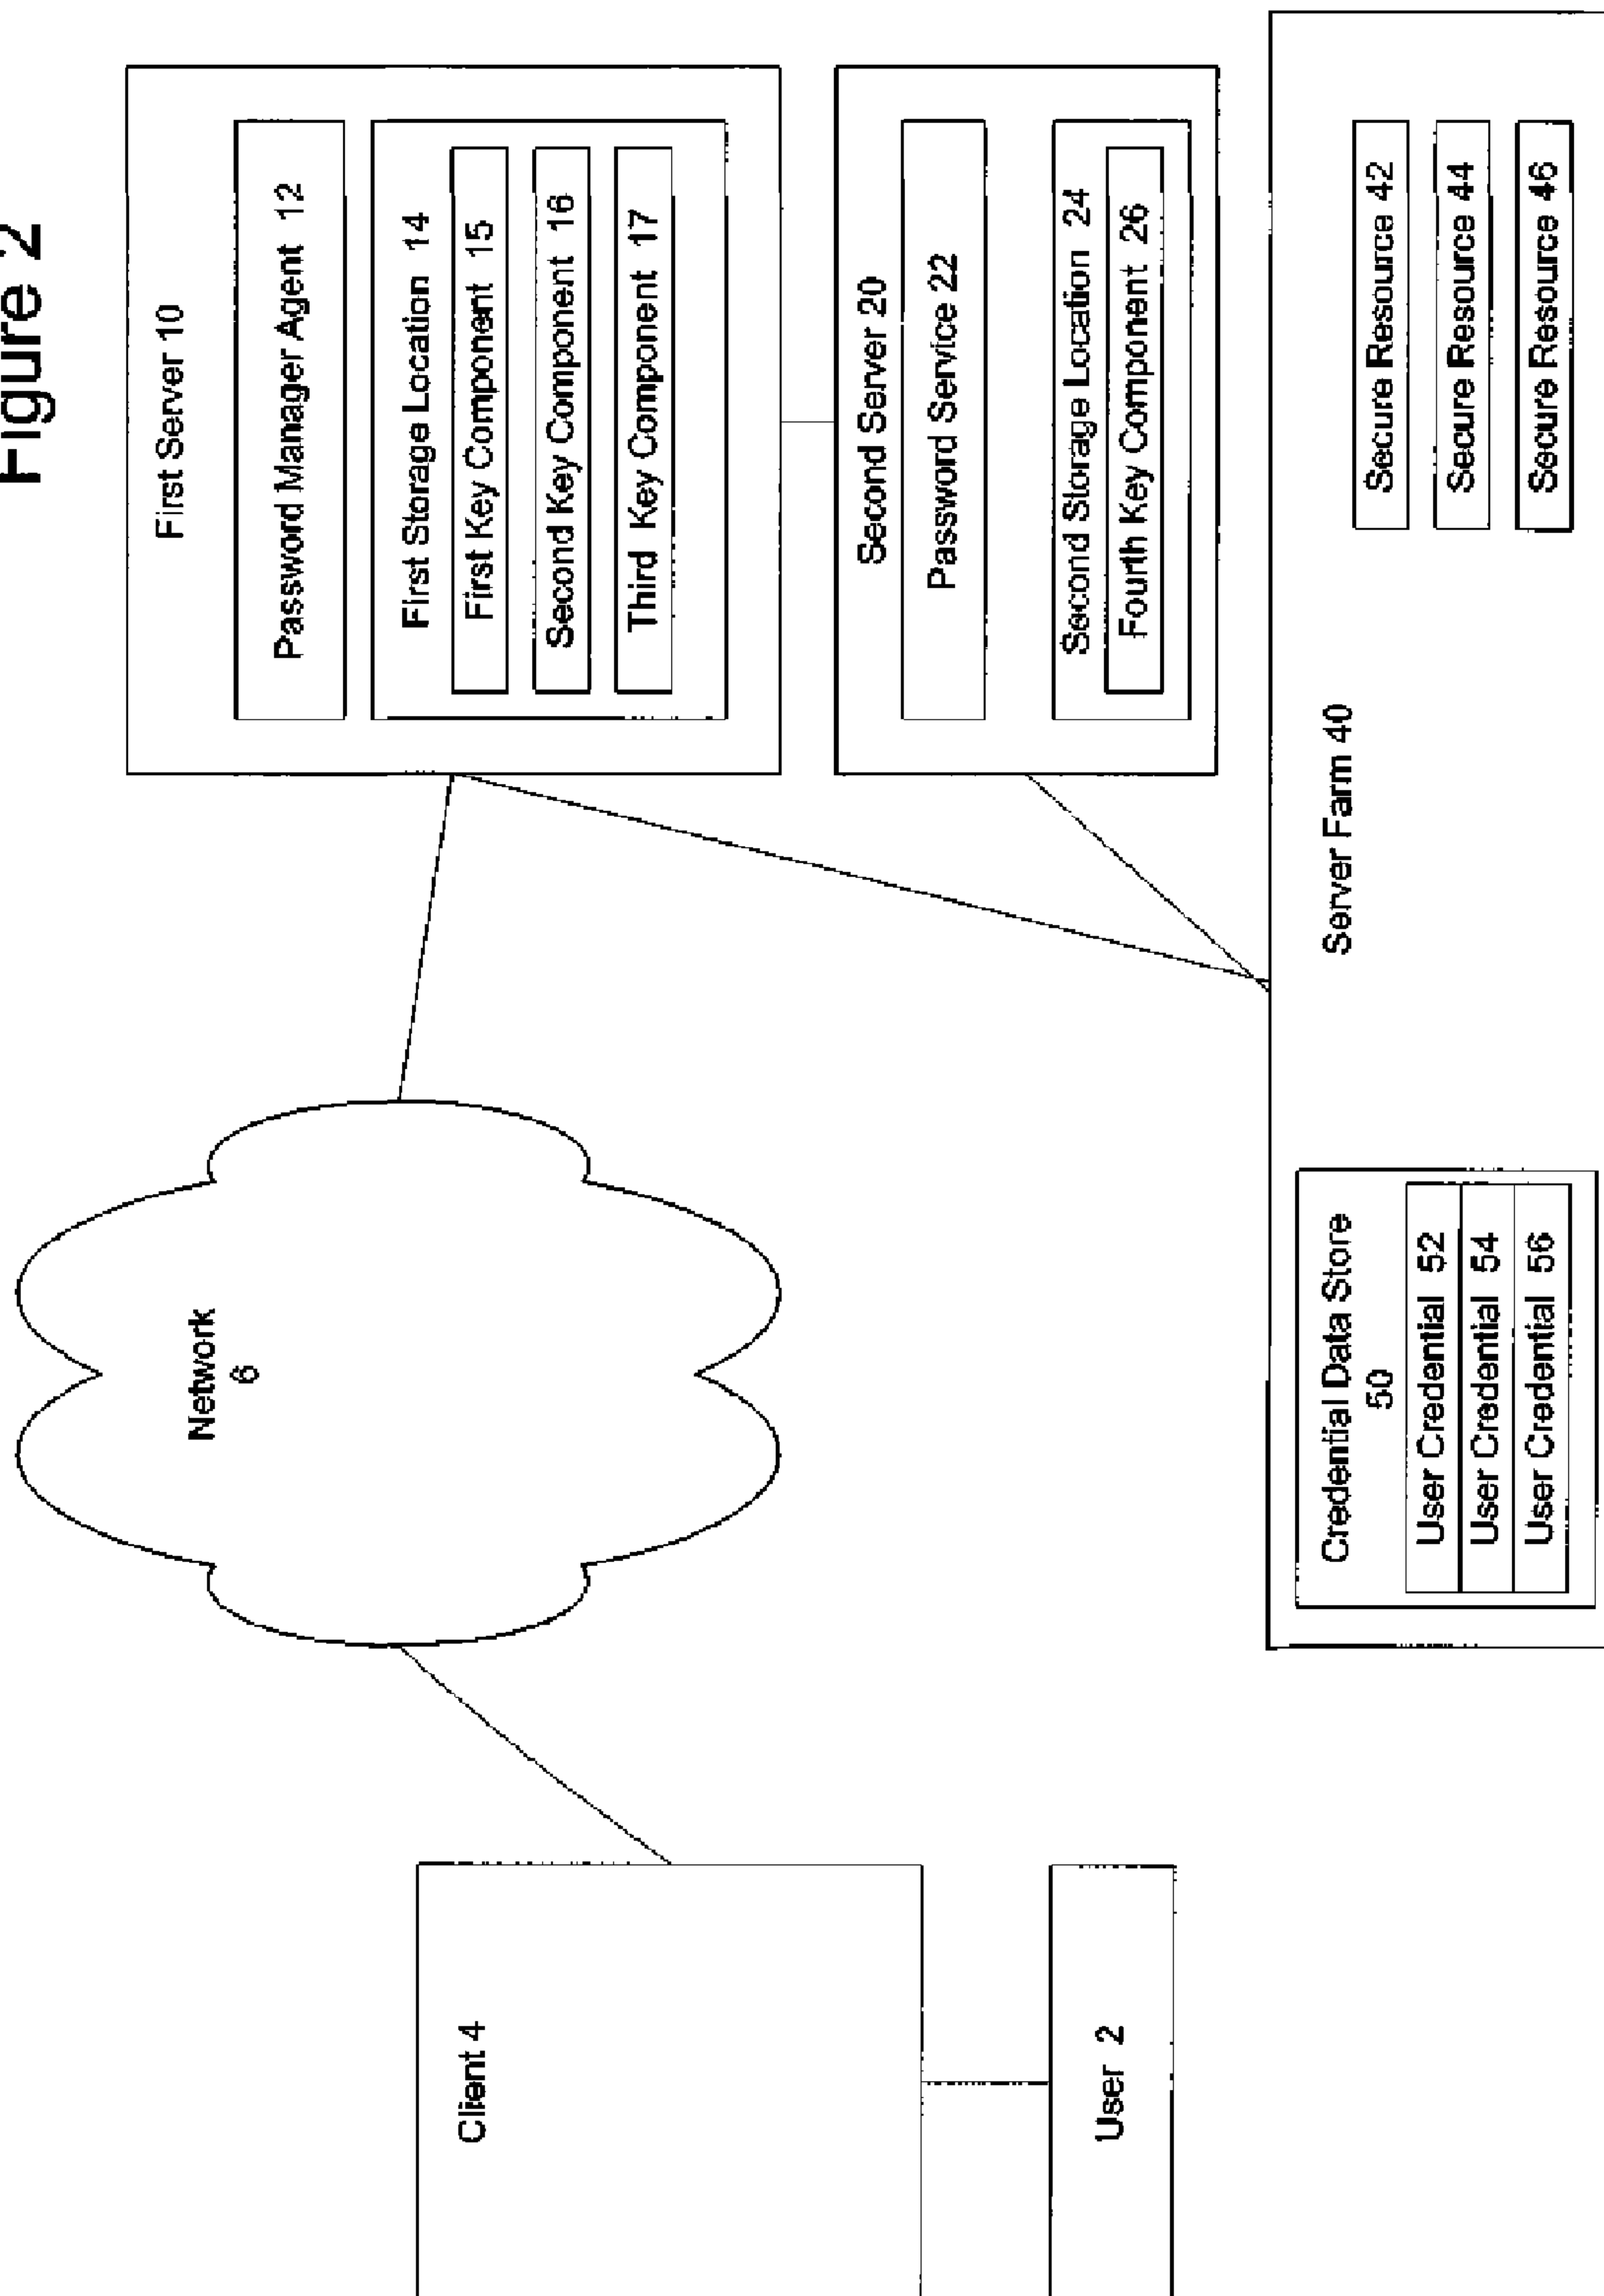 Figure 2
First Server 10
Password Manager Agent 12
First Storage Location 14
First Key Component 15
Second Key Component 16
Third Key Component 17
Second Server 20
Password Service 22
Second Storage Location 24
Fourth Key Component 26
Network
6
Client 4
User 2
Server Farm 40
Secure Resource 42
Secure Resource 44
Secure Resource 46
Credential Data Store
50
User Credential 52
User Credential 54
User Credential 56